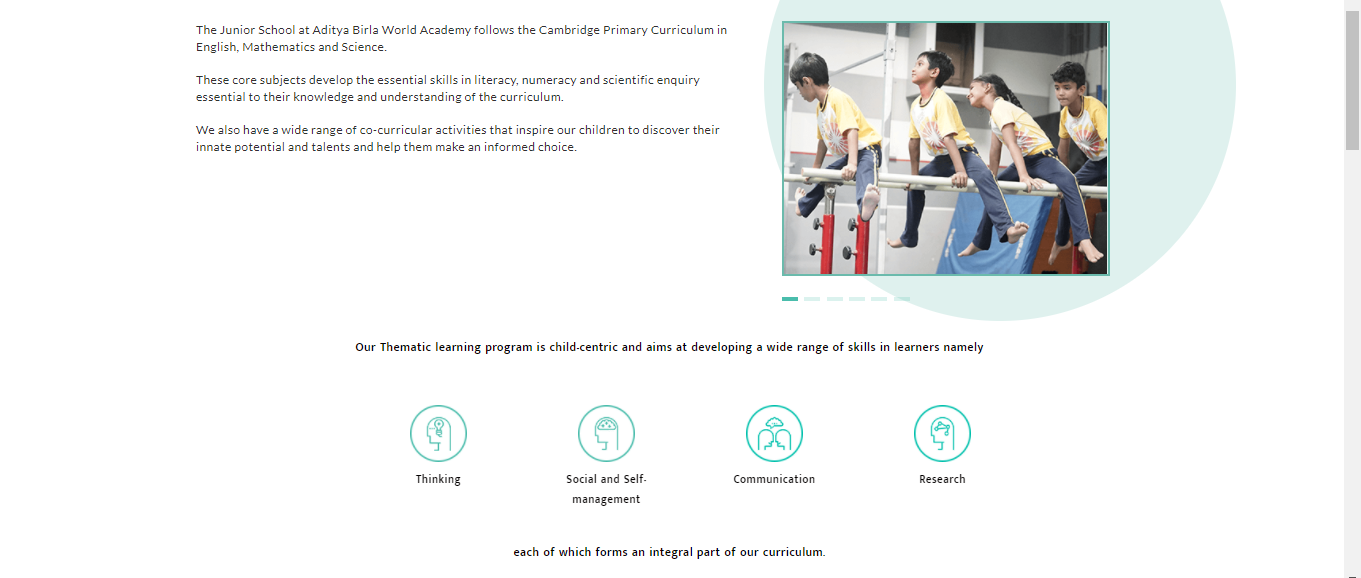 The Junior School at Aditya Birla World Academy follows the Cambridge Primary Curriculum in
English, Mathematics and Science.
These core subjects develop the essential skills in literacy, numeracy and scientific enquiry
essential to their knowledge and understanding of the curriculum.
We also have a wide range of co-curricular activities that inspire our children to discover their
innate potential and talents and help them make an informed choice.
Our Thematic learning program is child-centric and aims at developing a wide range of skills in learners namely
Thinking
Social and Self-
management
Communication
Research
each of which forms an integral part of our curriculum.